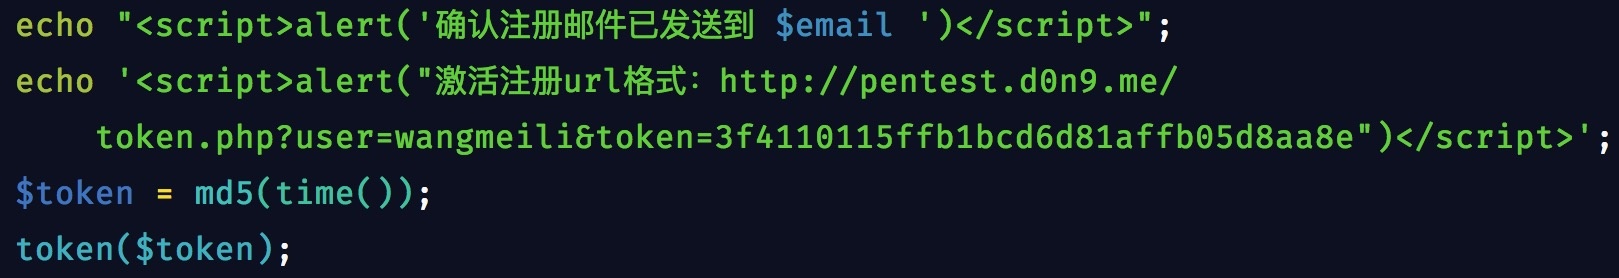 echo "<script>alert('确认注册邮件已发送到 $email ')</script>";
echo '<script>alert("激活注册url格式：http://pentest.d0n9.me/
token.php?user=wangmeili&token=3f4110115ffb1bcd6d81affb05d8aa8e")</script>';
$token = md5(time());
token($token);